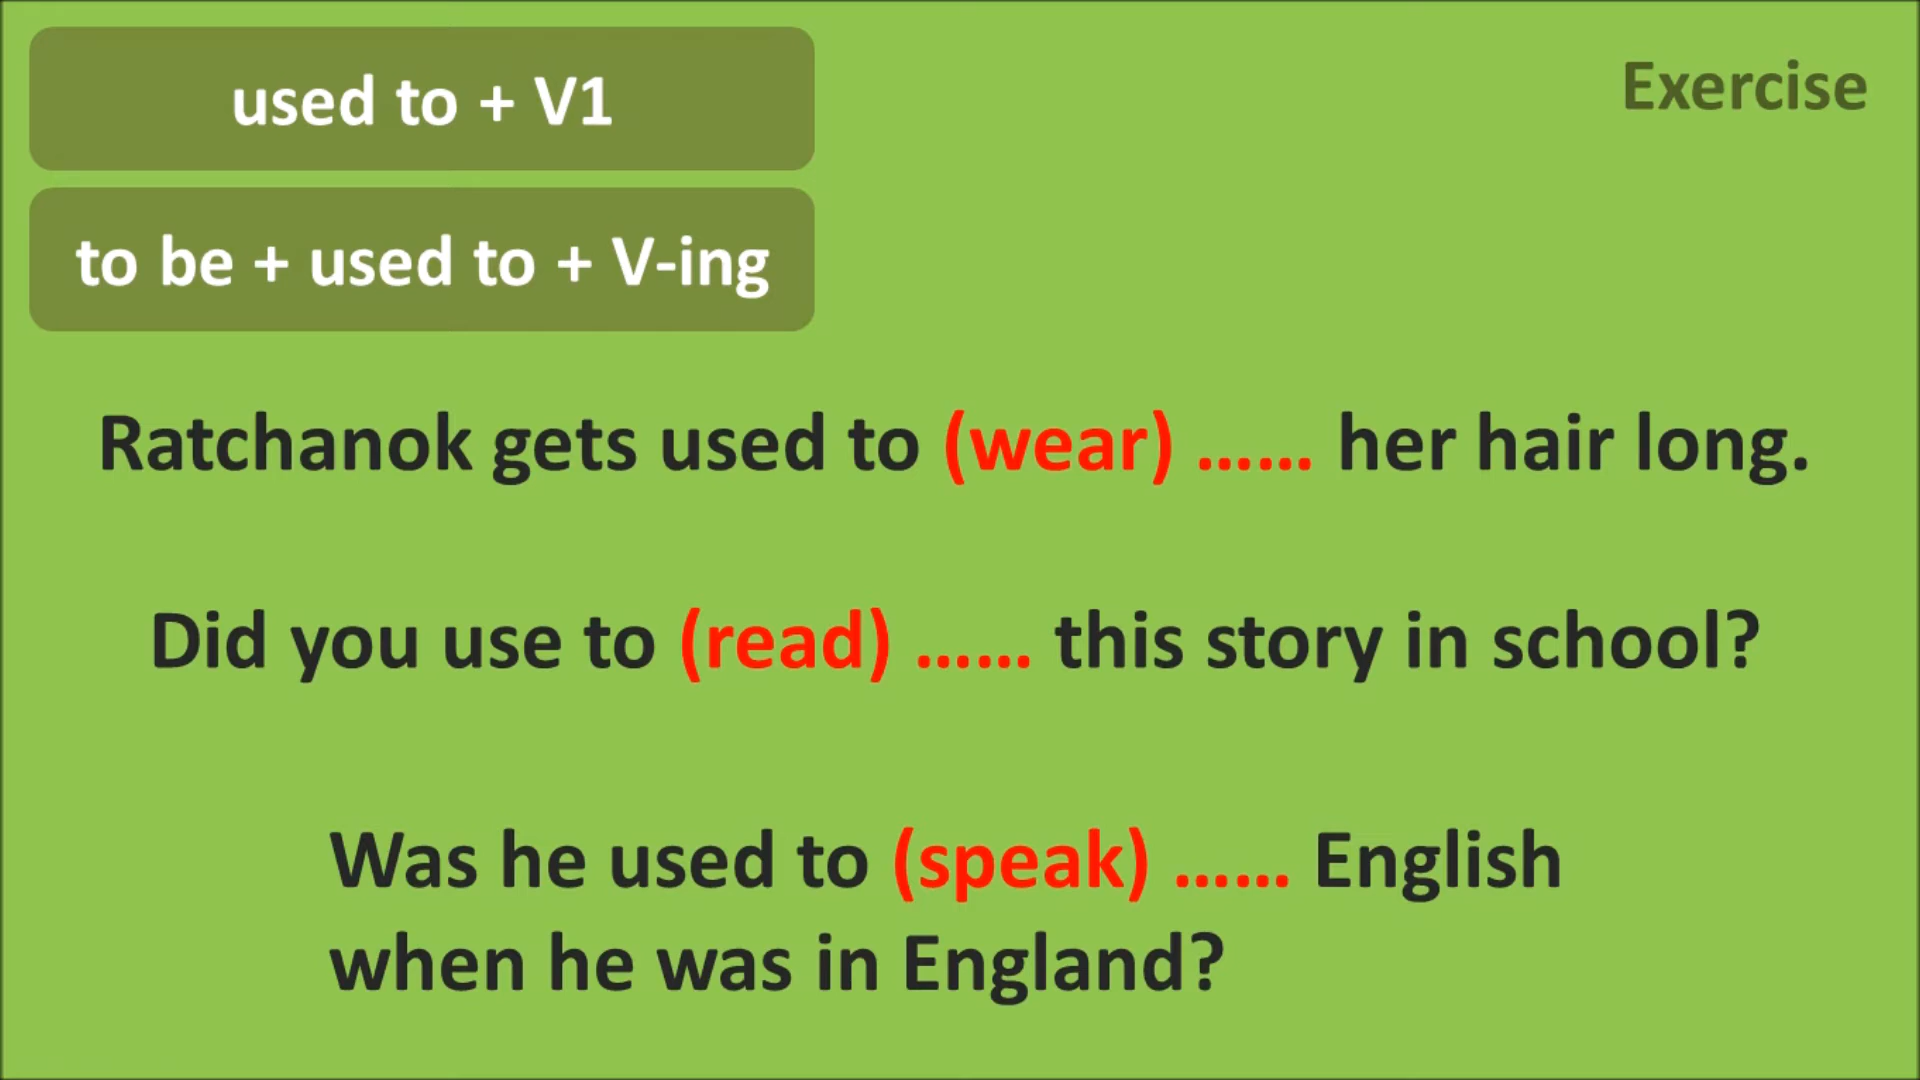 used to + V1
Exercise
to be + used to + V-ing
Ratchanok gets used to (wear) ...... her hair long.
Did you use to (read) ...... this story in school?
Was he used to (speak) ...... English
when he was in England?